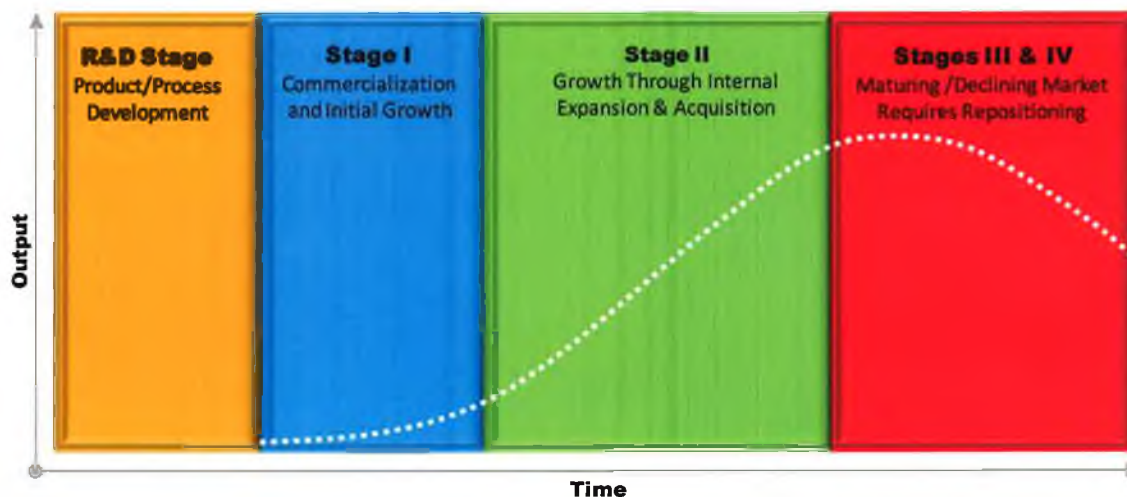 R&D Stage
Product/Process
Development
Stage I
Commercialization
and Initial Growth
Stage II
Growth Through Internal
Expansion & Acquisition
Stages III & IV
Maturing /Declining Market
Requires Repositioning
Output
Time